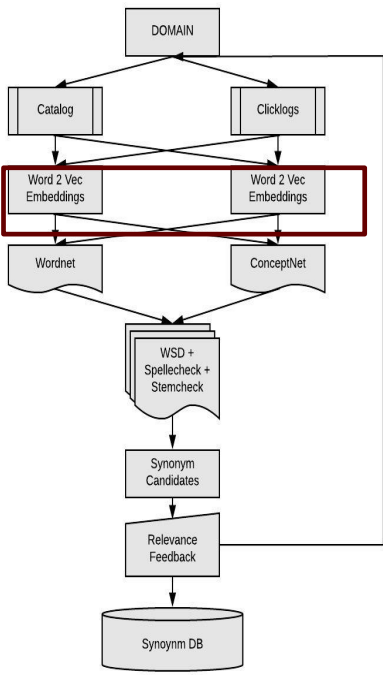 DOMAIN
Catalog
Clicklogs
Word 2 Vec
Embeddings
Word 2 Vec
Embeddings
Wordnet
ConceptNet
WSD +
Spellecheck +
Stemcheck
Synonym
Candidates
Relevance
Feedback
Synoynm DB